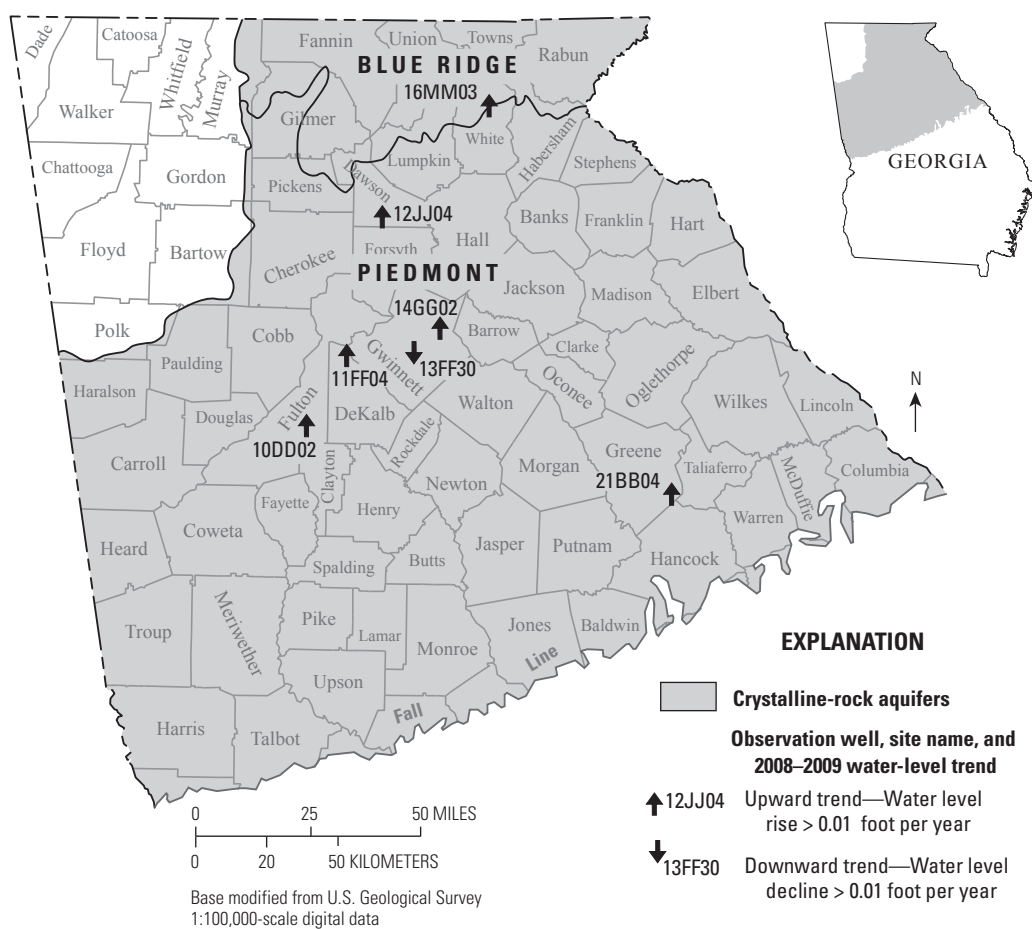 Dade
Catoosa
Whitfield
Murray
Walker
Chattooga
Gordon
Floyd
Bartow
Polk
Fannin
Union
Towns
Rabun
BLUE RIDGE
16MM03
Gilmer
White
Habersham
Lumpkin
Stephens
Dawson
Pickens
12JJ04
Banks
Franklin
Hart
Forsyth
Hall
Cherokee
PIEDMONT
Jackson
Madison
Elbert
14GG02
Cobb
Barrow
Clarke
Paulding
Gwinnett
13FF30
11FF04
Oconee
Oglethorpe
Haralson
Fulton
DeKalb
Walton
Wilkes
Lincoln
Douglas
10DD02
Rockdale
Greene
Carroll
Clayton
Morgan
21BB04
Taliaferro
McDuffie
Columbia
Newton
Fayette
Henry
Warren
Coweta
Heard
Jasper
Putnam
Hancock
Spalding
Butts
Troup
Meriwether
Pike
Lamar
Monroe
Jones
Baldwin
Line
Upson
Fall
Harris
Talbot
GEORGIA
N
0 25 50 MILES
0 20 50 KILOMETERS
Base modified from U.S. Geological Survey
1:100,000-scale digital data
EXPLANATION
Crystalline-rock aquifers
Observation well, site name, and
2008–2009 water-level trend
12JJ04 Upward trend—Water level
rise > 0.01 foot per year
13FF30 Downward trend—Water level
decline > 0.01 foot per year